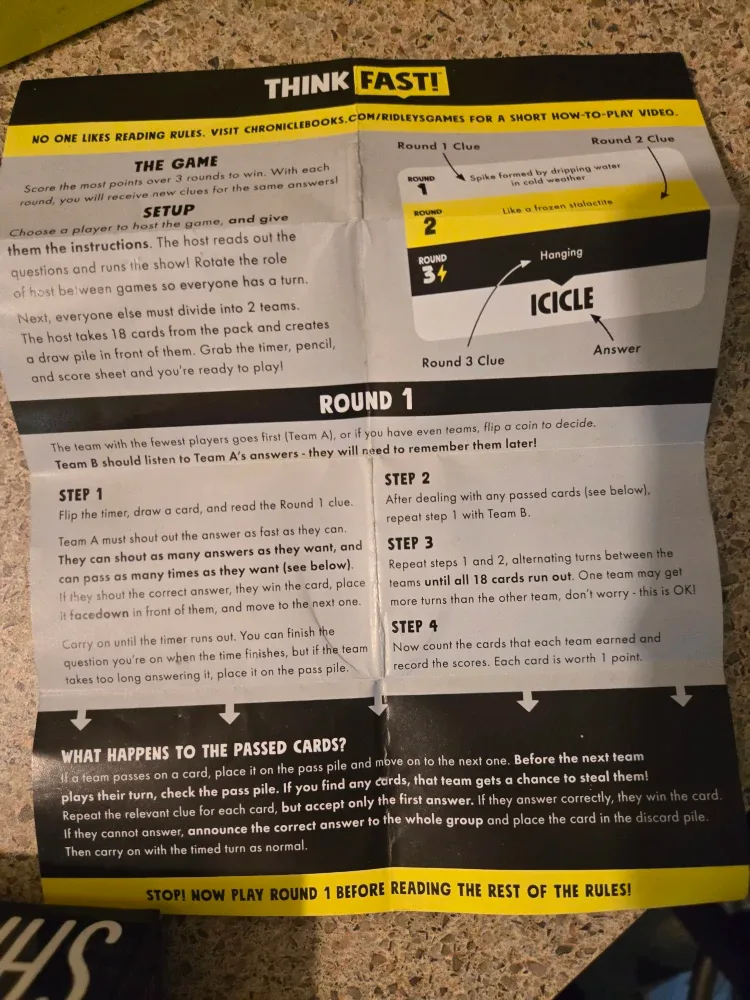 THINK FAST!
NO ONE LIKES READING RULES. VISIT CHRONICLEBOOKS.COM/RIDLEYSGAMES FOR A SHORT HOW-TO-PLAY VIDEO.
THE GAME
Score the most points over 3 rounds to win. With each
round, you will receive new clues for the same answers!
SETUP
Choose a player to host the game, and give
them the instructions. The host reads out the
questions and runs the show! Rotate the role
of host between games so everyone has a turn.
Next, everyone else must divide into 2 teams.
The host takes 18 cards from the pack and creates
a draw pile in front of them. Grab the timer, pencil,
and score sheet and you're ready to play!
Round 1 Clue
Round 2 Clue
ROUND
1
Spike formed by dripping water
in cold weather
ROUND
2
Like a frozen stalactite
ROUND
3
Hanging
ICICLE
Round 3 Clue
Answer
ROUND 1
The team with the fewest players goes first (Team A), or if you have even teams, flip a coin to decide.
Team B should listen to Team A's answers - they will need to remember them later!
STEP 1
Flip the timer, draw a card, and read the Round 1 clue.
Team A must shout out the answer as fast as they can.
They can shout as many answers as they want, and
can pass as many times as they want (see below).
If they shout the correct answer, they win the card, place
it facedown in front of them, and move to the next one.
Carry on until the timer runs out. You can finish the
question you're on when the time finishes, but if the team
takes too long answering it, place it on the pass pile.
STEP 2
After dealing with any passed cards (see below),
repeat step 1 with Team B.
STEP 3
Repeat steps 1 and 2, alternating turns between the
teams until all 18 cards run out. One team may get
more turns than the other team, don't worry - this is OK!
STEP 4
Now count the cards that each team earned and
record the scores. Each card is worth 1 point.
WHAT HAPPENS TO THE PASSED CARDS?
If a team passes on a card, place it on the pass pile and move on to the next one. Before the next team
plays their turn, check the pass pile. If you find any cards, that team gets a chance to steal them!
Repeat the relevant clue for each card, but accept only the first answer. If they answer correctly, they win the card.
If they cannot answer, announce the correct answer to the whole group and place the card in the discard pile.
Then carry on with the timed turn as normal.
STOP! NOW PLAY ROUND 1 BEFORE READING THE REST OF THE RULES!
SH